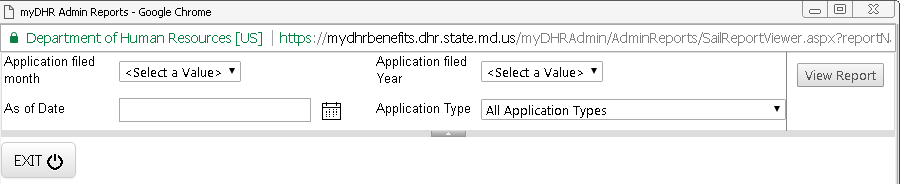 myDHR Admin Reports - Google Chrome
Department of Human Resources [US] https://mydhrbenefits.dhr.state.md.us/myDHRAdmin/AdminReports/SailReportViewer.aspx?reportN
Application filed month <Select a Value> Application filed Year <Select a Value> View Report
As of Date Application Type All Application Types
EXIT